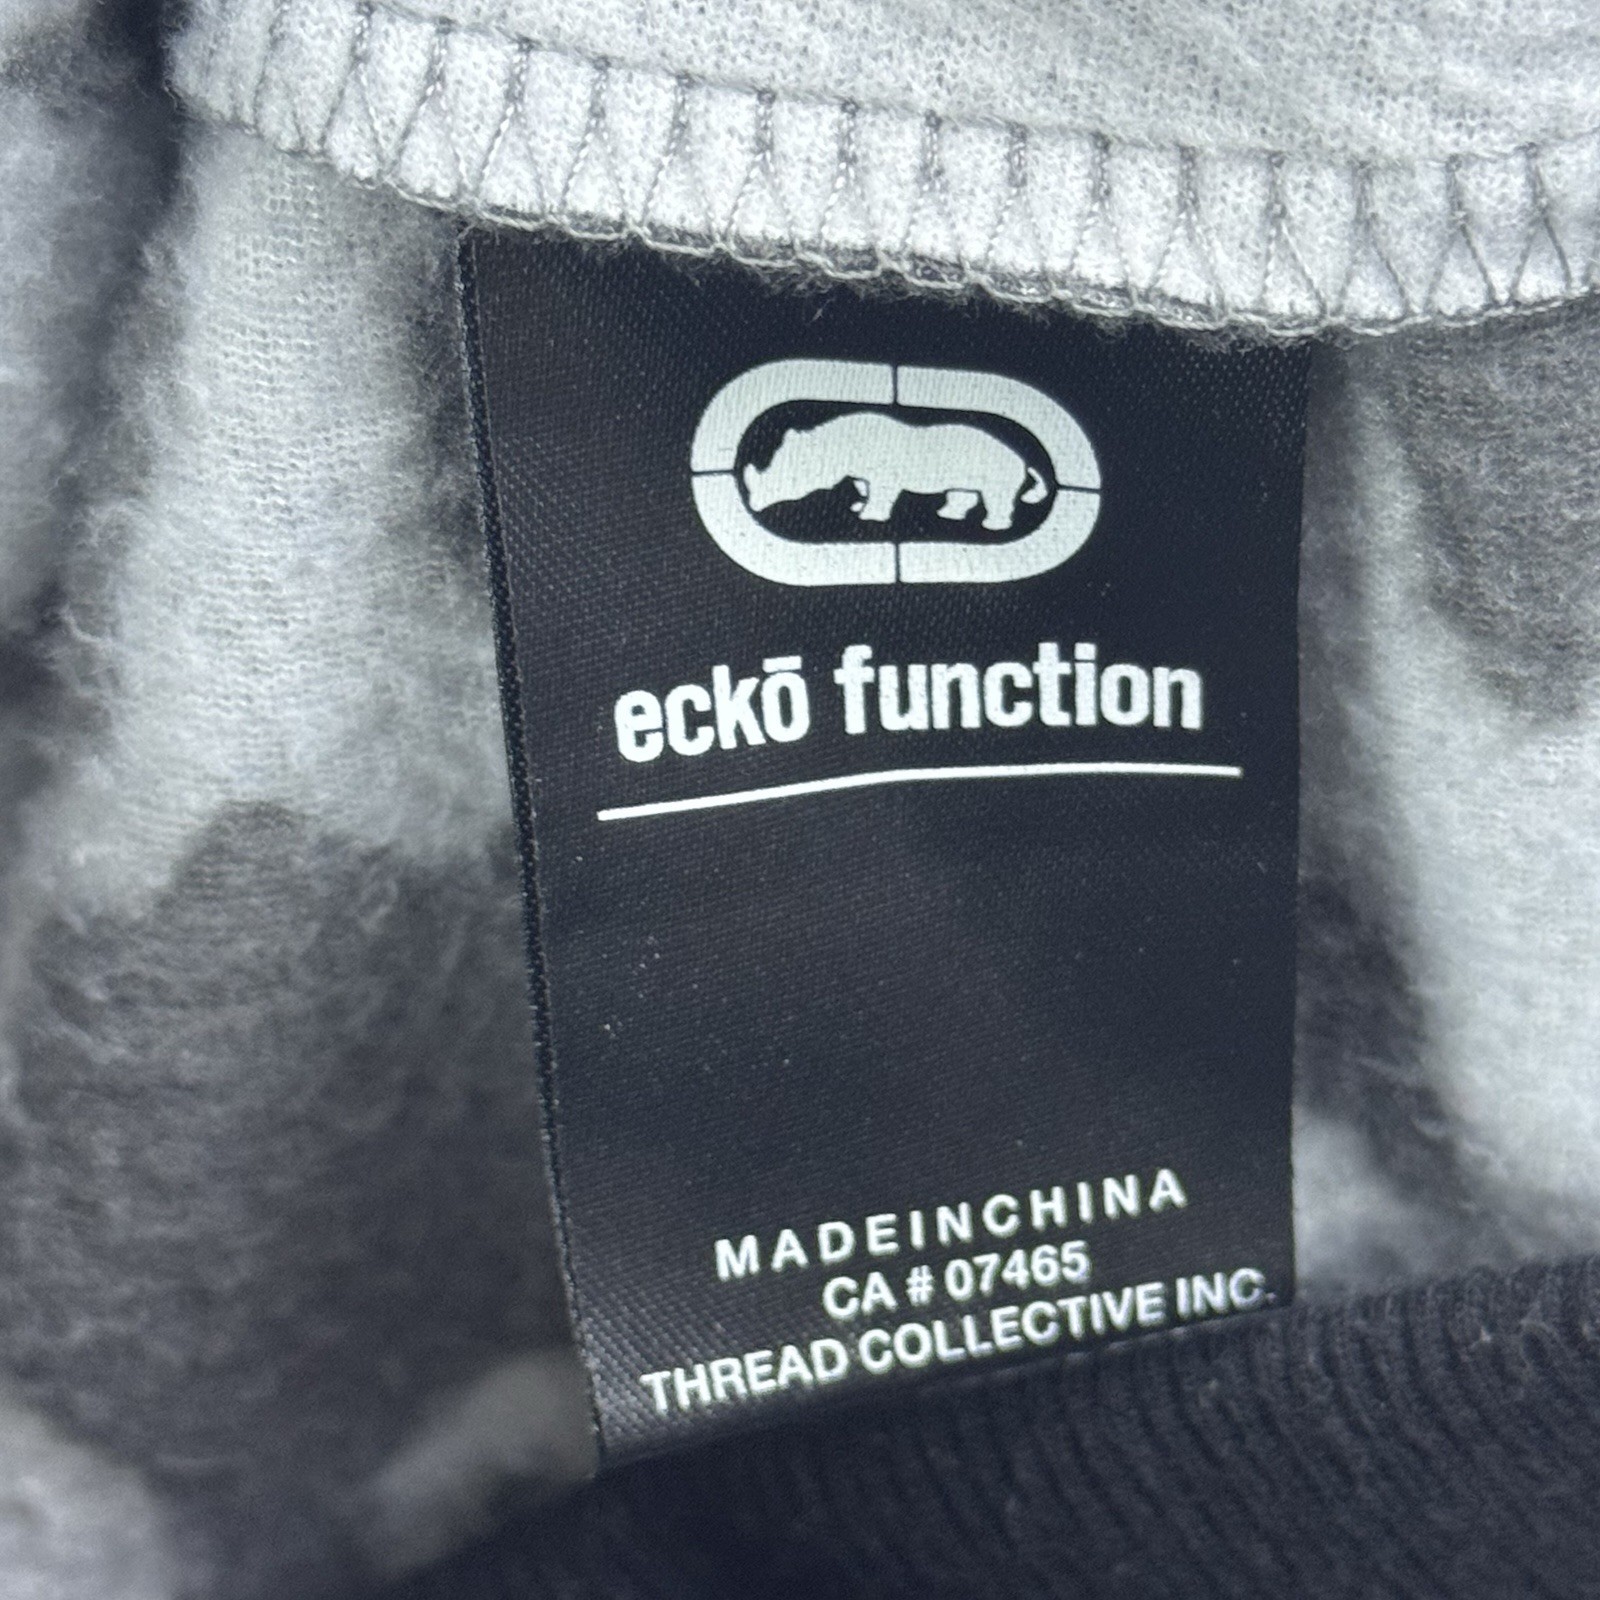 eckō function
MADEINCHINA
CA # 07465
THREAD COLLECTIVE INC.